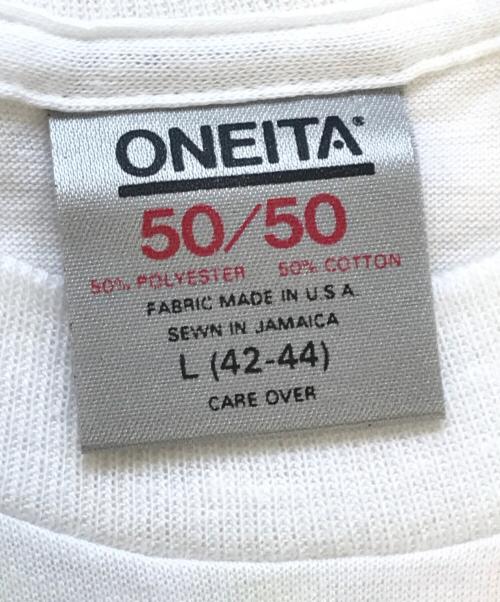 ONEITA®
50/50
50% POLYESTER 50% COTTON
FABRIC MADE IN U.S.A.
SEWN IN JAMAICA
L (42-44)
CARE OVER